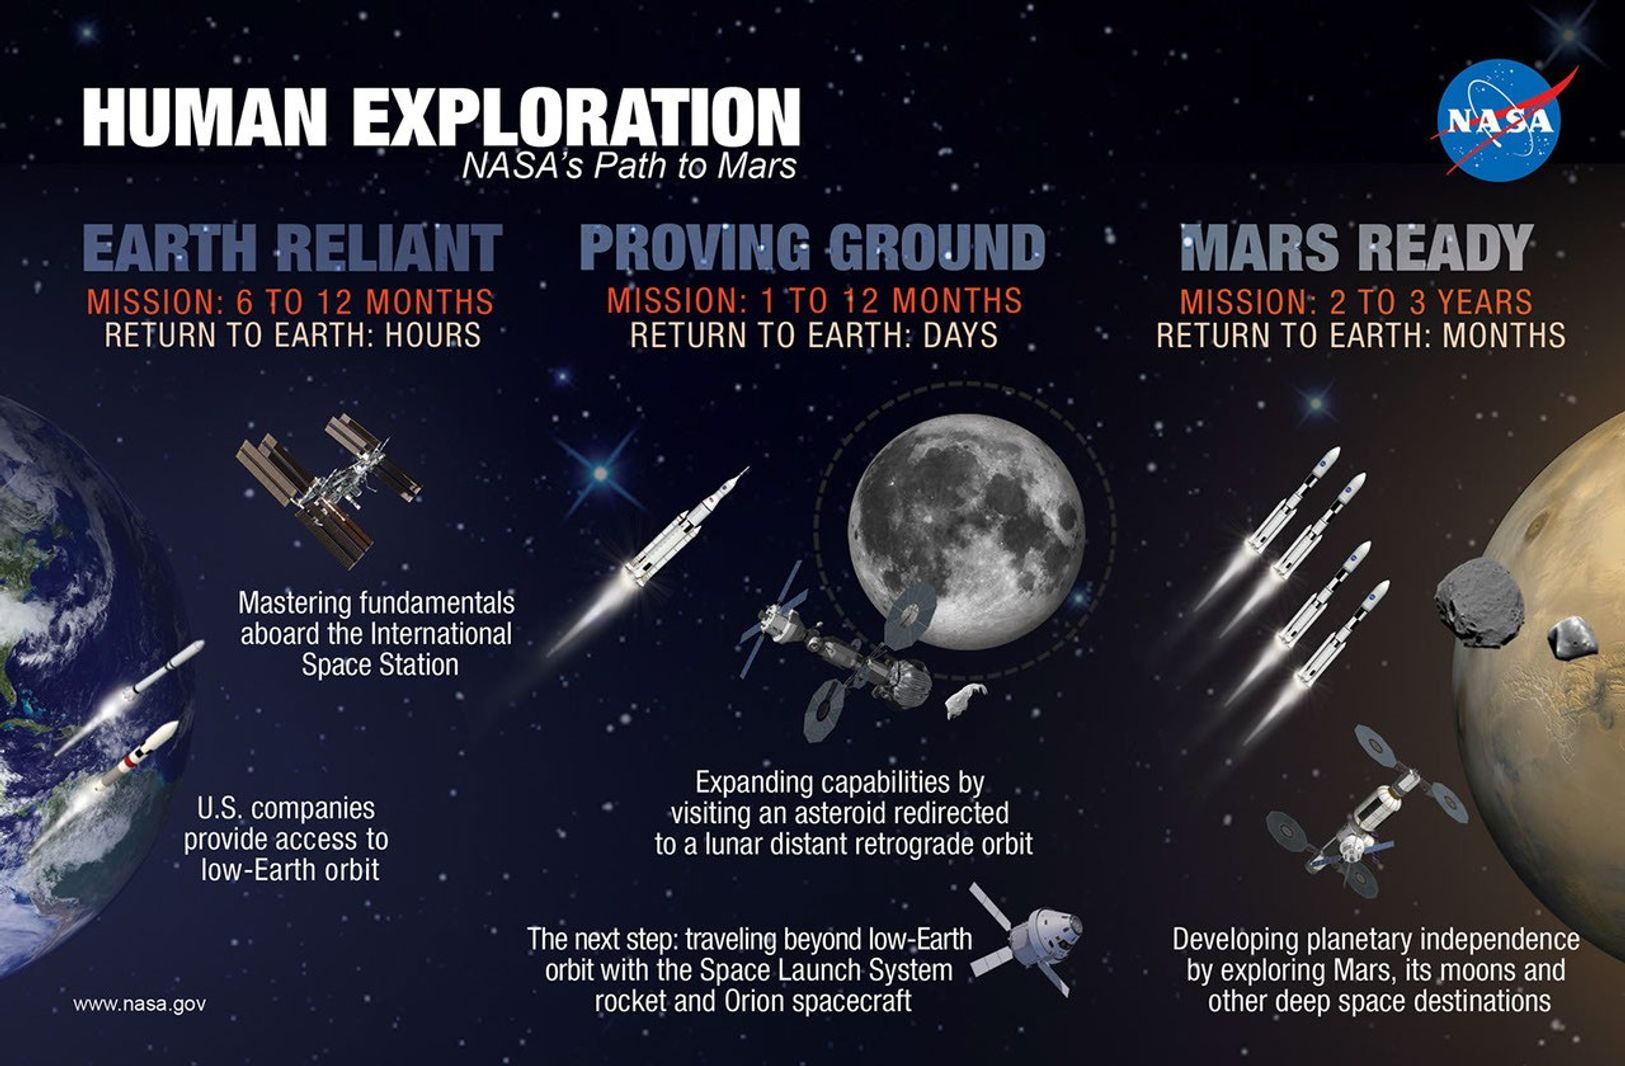 HUMAN EXPLORATION
NASA's Path to Mars
NASA
EARTH RELIANT
MISSION: 6 TO 12 MONTHS
RETURN TO EARTH: HOURS
Mastering fundamentals
aboard the International
Space Station
U.S. companies
provide access to
low-Earth orbit
www.nasa.gov
PROVING GROUND
MISSION: 1 TO 12 MONTHS
RETURN TO EARTH: DAYS
Expanding capabilities by
visiting an asteroid redirected
to a lunar distant retrograde orbit
The next step: traveling beyond low-Earth
orbit with the Space Launch System
rocket and Orion spacecraft
MARS READY
MISSION: 2 TO 3 YEARS
RETURN TO EARTH: MONTHS
Developing planetary independence
by exploring Mars, its moons and
other deep space destinations